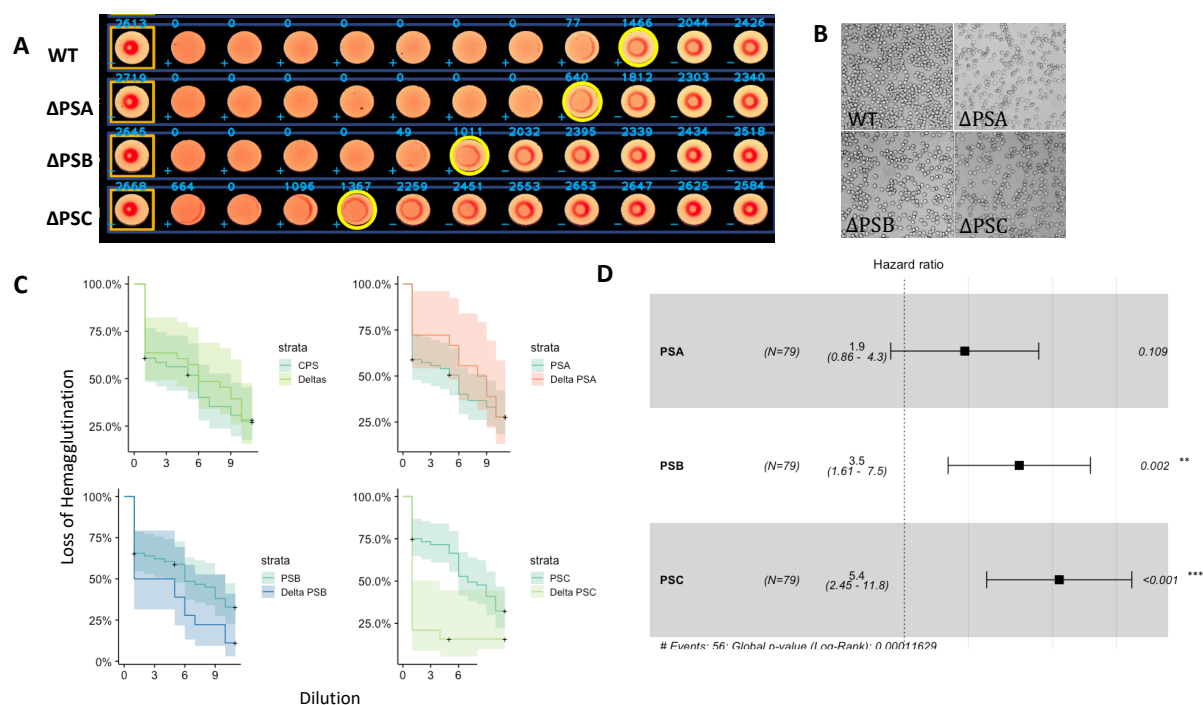 A
WT
2613 0 0 0 0 0 0 0 77 1466 2044 2426
ΔPSA
2719 0 0 0 0 0 0 0 640 1812 2303 2340
ΔPSB
2645 0 0 0 0 49 1011 2032 2395 2339 2434 2518
ΔPSC
2668 664 0 1096 1367 2259 2451 2553 2653 2647 2625 2584
B
WT
ΔPSA
ΔPSB
ΔPSC
C
Loss of Hemagglutination
100.0%
75.0%
50.0%
25.0%
0 3 6 9
strata
CPS
Deltas
100.0%
75.0%
50.0%
25.0%
0 3 6 9
strata
PSA
Delta PSA
100%
75%
50%
25%
0%
0 3 6 9
strata
PSB
Delta PSB
100.0%
75.0%
50.0%
25.0%
0 3 6
strata
PSC
Delta PSC
Dilution
D
Hazard ratio
PSA (N=79) 1.9 0.109
(0.86 - 4.3)
PSB (N=79) 3.5 0.002 **
(1.61 - 7.5)
PSC (N=79) 5.4 <0.001 ***
(2.45 - 11.8)
# Events: 56; Global p-value (Log-Rank): 0.00011629